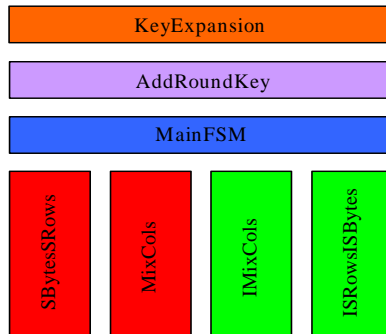 KeyExpansion
AddRoundKey
MainFSM
SBytesSRows
MixCols
IMixCols
ISRowsISBytes